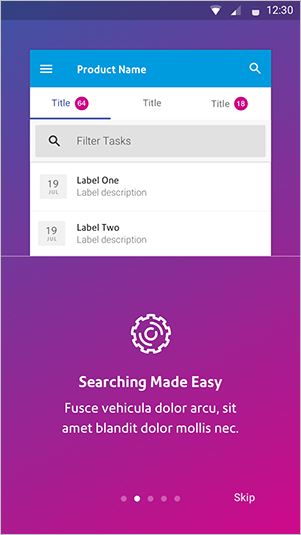 12:30
Product Name
Title 64 Title Title 18
Filter Tasks
19 Label One
JUL Label description
19 Label Two
JUL Label description
Searching Made Easy
Fusce vehicula dolor arcu, sit
amet blandit dolor mollis nec.
Skip